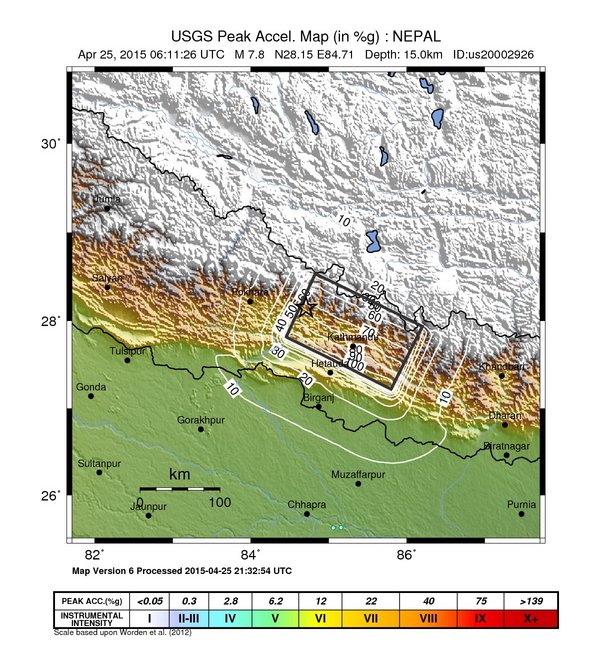 USGS Peak Accel. Map (in %g) : NEPAL
Apr 25, 2015 06:11:26 UTC M 7.8 N28.15 E84.71 Depth: 15.0km ID:us20002926
30°
Jumla
10
Salyan
Pokhara
20
60
28°
40
50
70
Kathmandu
Tulsipur
30
90
100
Hetauda
Khandbari
Gonda
10
20
Birganj
10
Gorakhpur
Dharan
Biratnagar
Sultanpur
km
Muzaffarpur
26°
0
100
Jaunpur
Chhapra
Purnia
82°
84°
86°
Map Version 6 Processed 2015-04-25 21:32:54 UTC
PEAK ACC.(%g) <0.05 0.3 2.8 6.2 12 22 40 75 >139
INSTRUMENTAL INTENSITY I II-III IV V VI VII VIII IX X+
Scale based upon Worden et al. (2012)